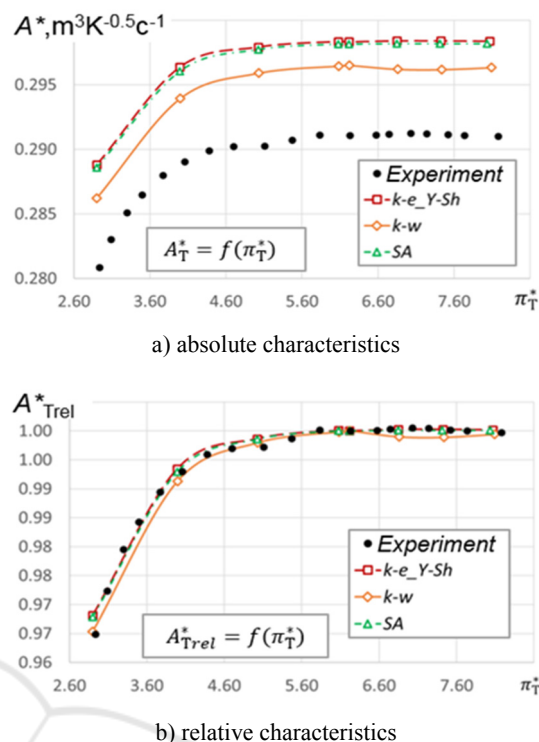 A*,m³K⁻⁰·⁵c⁻¹
0.295
0.290
0.285
0.280
Experiment
k-e_Y-Sh
k-w
SA
A*T = f(π*T)
2.60 3.60 4.60 5.60 6.60 7.60 π*T
a) absolute characteristics
A*Trel
1.00
1.00
0.99
0.99
0.98
0.98
0.97
0.97
0.96
Experiment
k-e_Y-Sh
k-w
SA
A*Trel = f(π*T)
2.60 3.60 4.60 5.60 6.60 7.60 π*T
b) relative characteristics